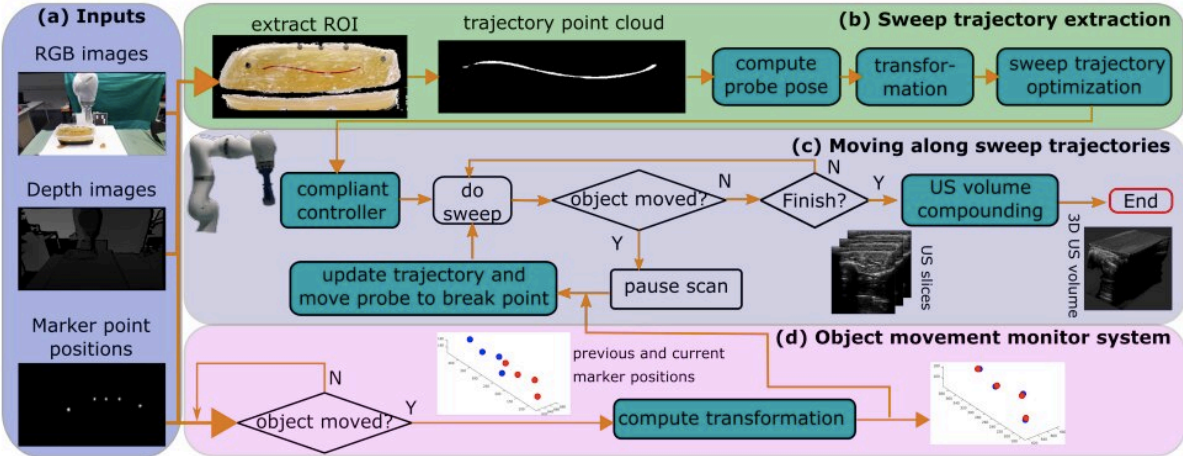 (a) Inputs
RGB images
Depth images
Marker point
positions
(b) Sweep trajectory extraction
extract ROI
trajectory point cloud
compute
probe pose
transfor-
mation
sweep trajectory
optimization
(c) Moving along sweep trajectories
compliant
controller
do
sweep
object moved?
N
Finish?
N
Y
US volume
compounding
End
Y
pause scan
update trajectory and
move probe to break point
US slices
3D US volume
(d) Object movement monitor system
previous and current
marker positions
object moved?
N
Y
compute transformation